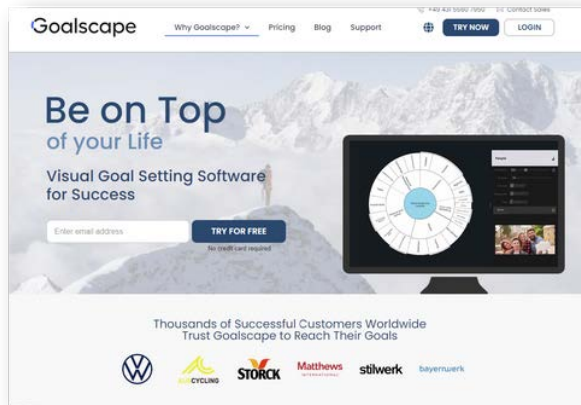 Contact Sales
Goalscape
Why Goalscape?
Pricing
Blog
Support
TRY NOW
LOGIN
Be on Top
of your Life
Visual Goal Setting Software
for Success
Enter email address
TRY FOR FREE
No credit card required
Thousands of Successful Customers Worldwide
Trust Goalscape to Reach Their Goals
CYCLING
STORCK
Matthews
INTERNATIONAL
stilwerk
bayernwerk